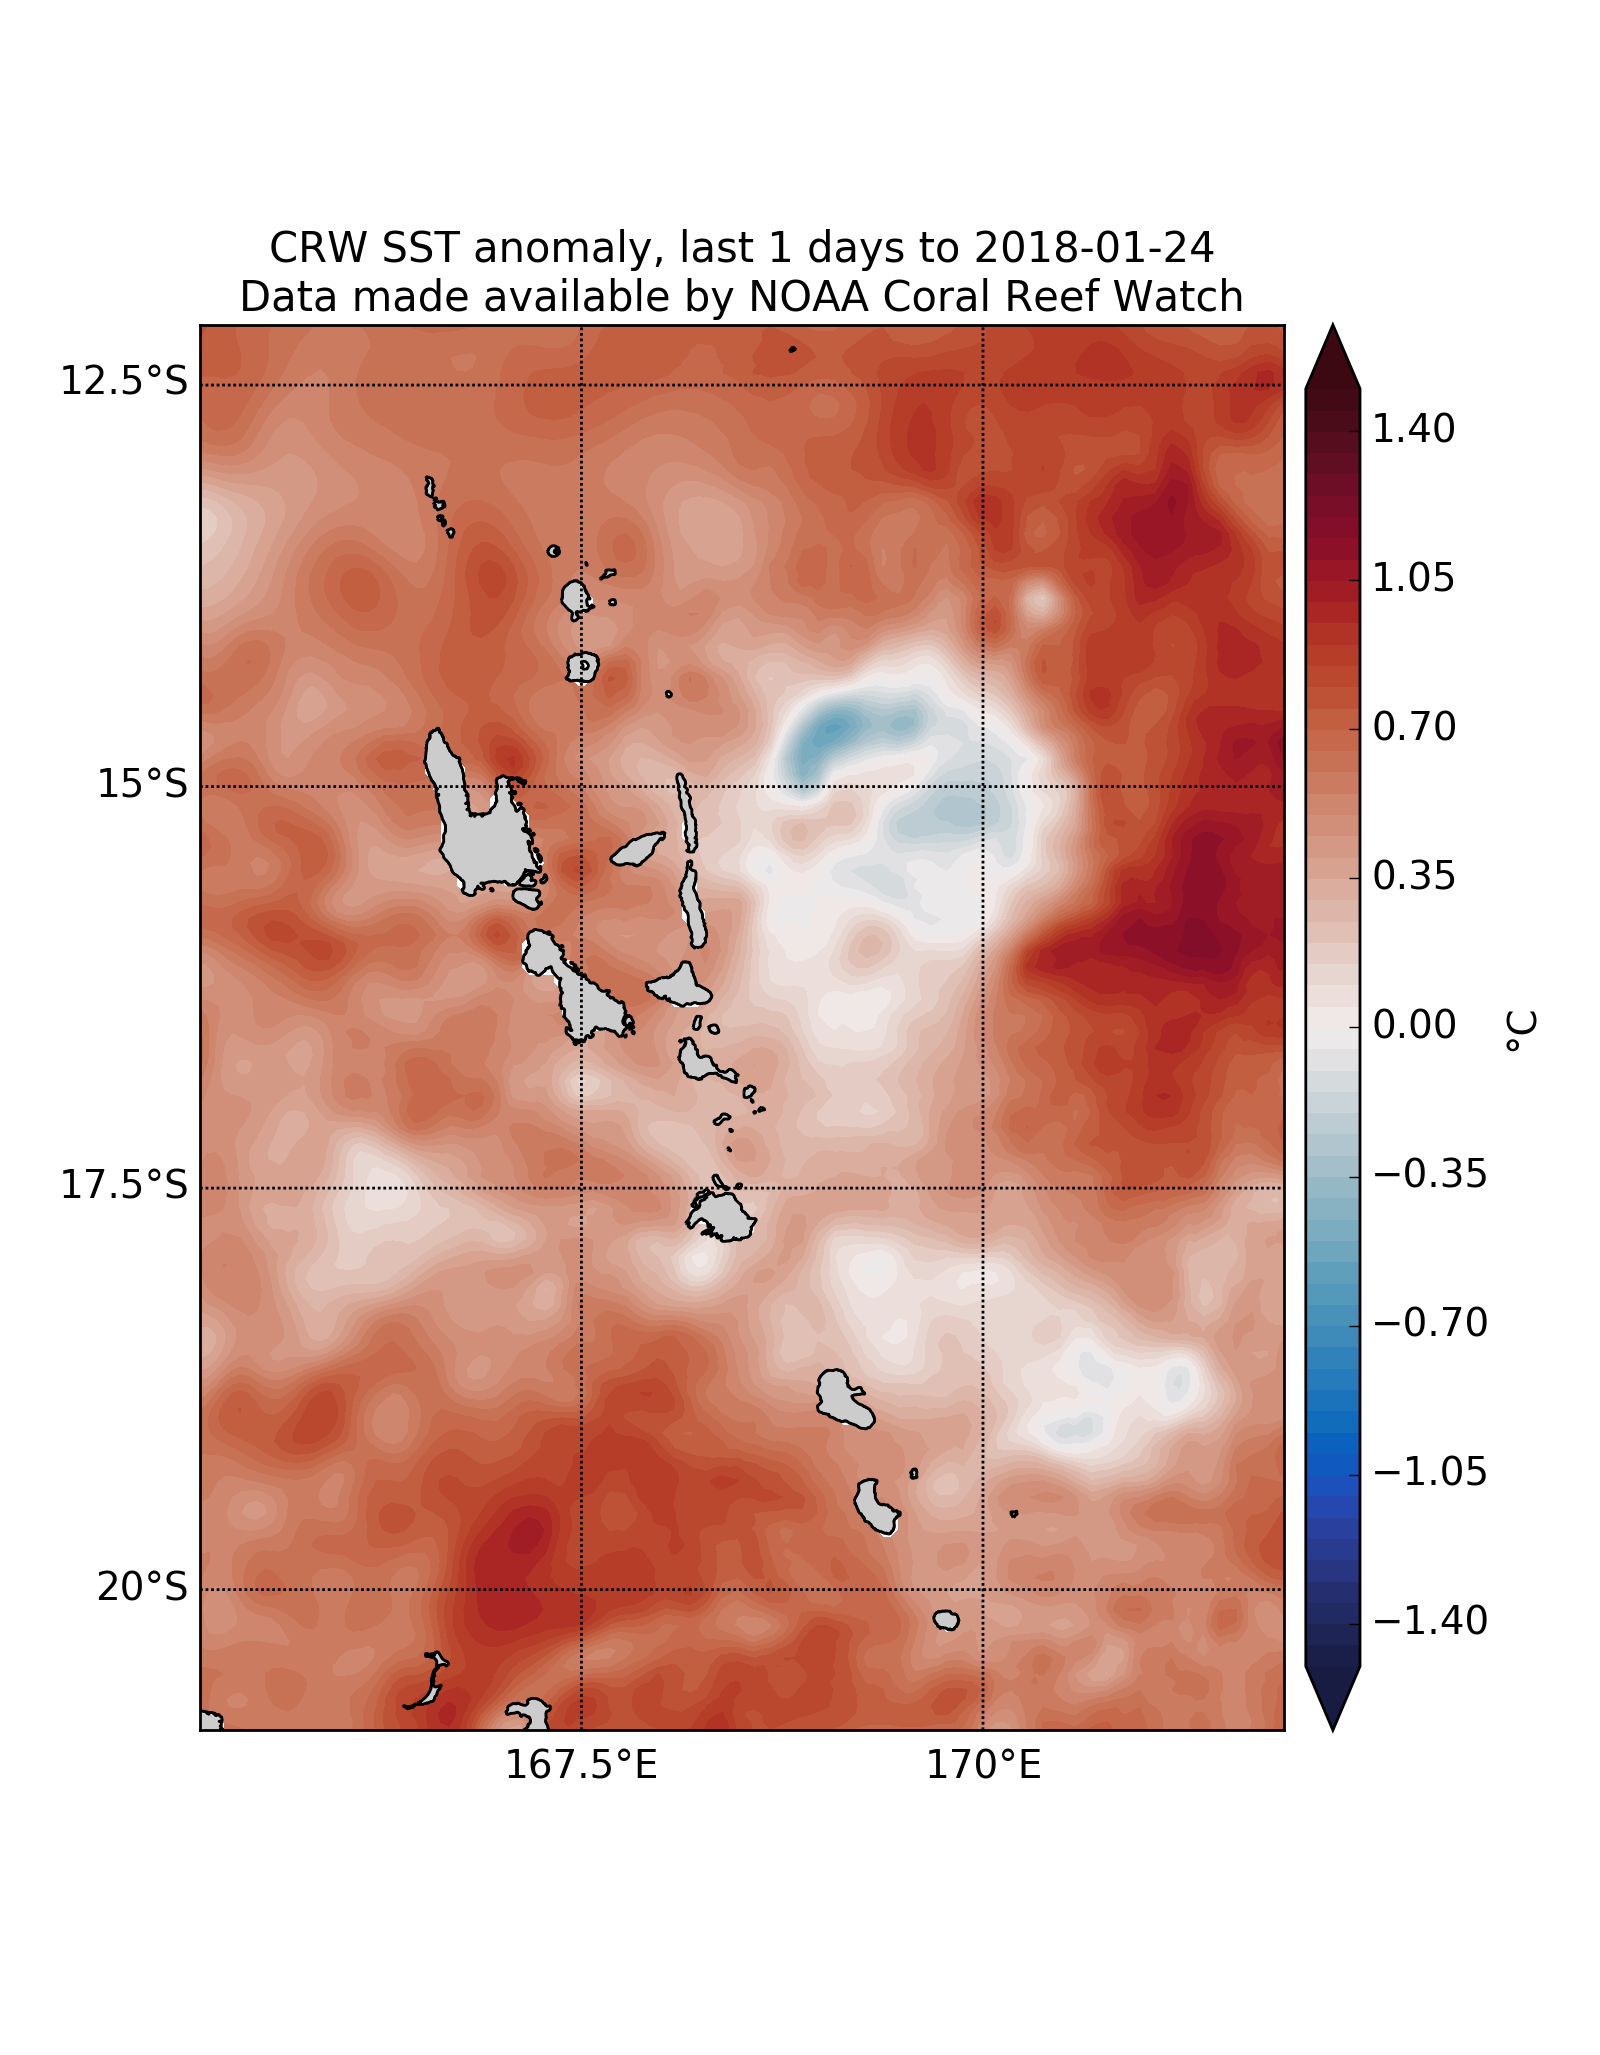 CRW SST anomaly, last 1 days to 2018-01-24
Data made available by NOAA Coral Reef Watch
12.5°S
15°S
17.5°S
20°S
167.5°E
170°E
1.40
1.05
0.70
0.35
0.00
−0.35
−0.70
−1.05
−1.40
°C